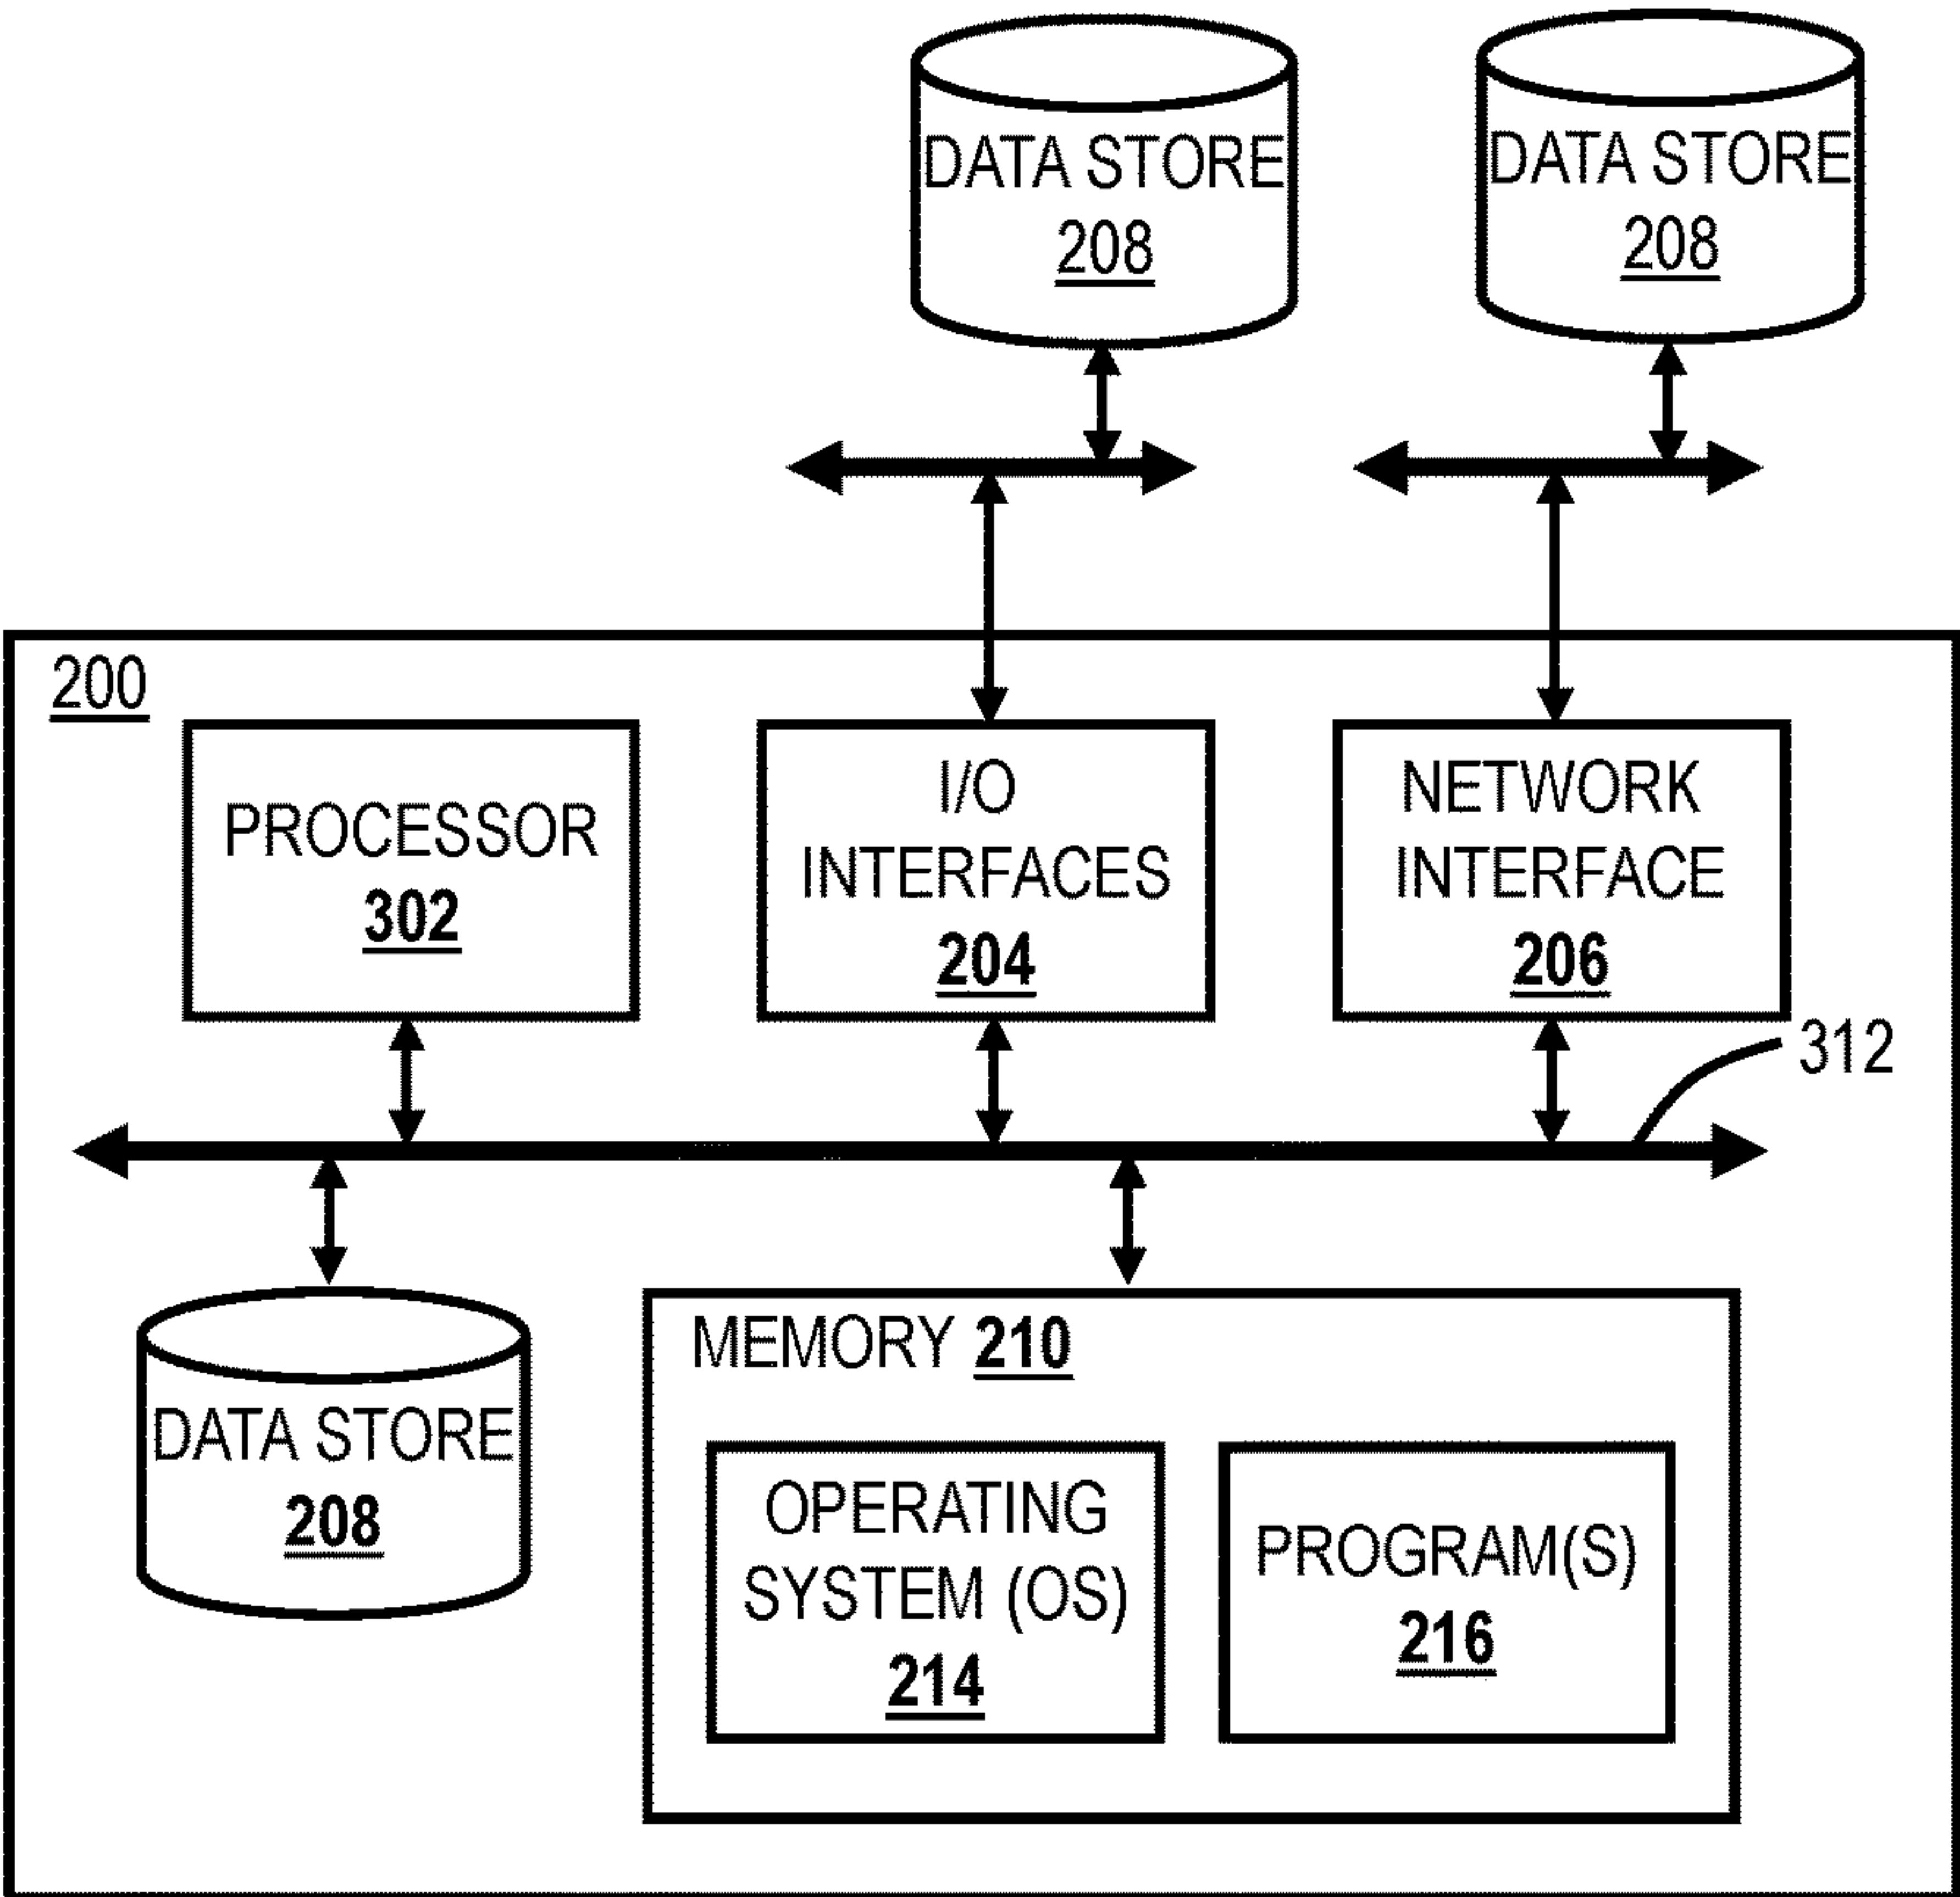 DATA STORE
208
DATA STORE
208
200
PROCESSOR
302
I/O
INTERFACES
204
NETWORK
INTERFACE
206
312
DATA STORE
208
MEMORY 210
OPERATING
SYSTEM (OS)
214
PROGRAM(S)
216